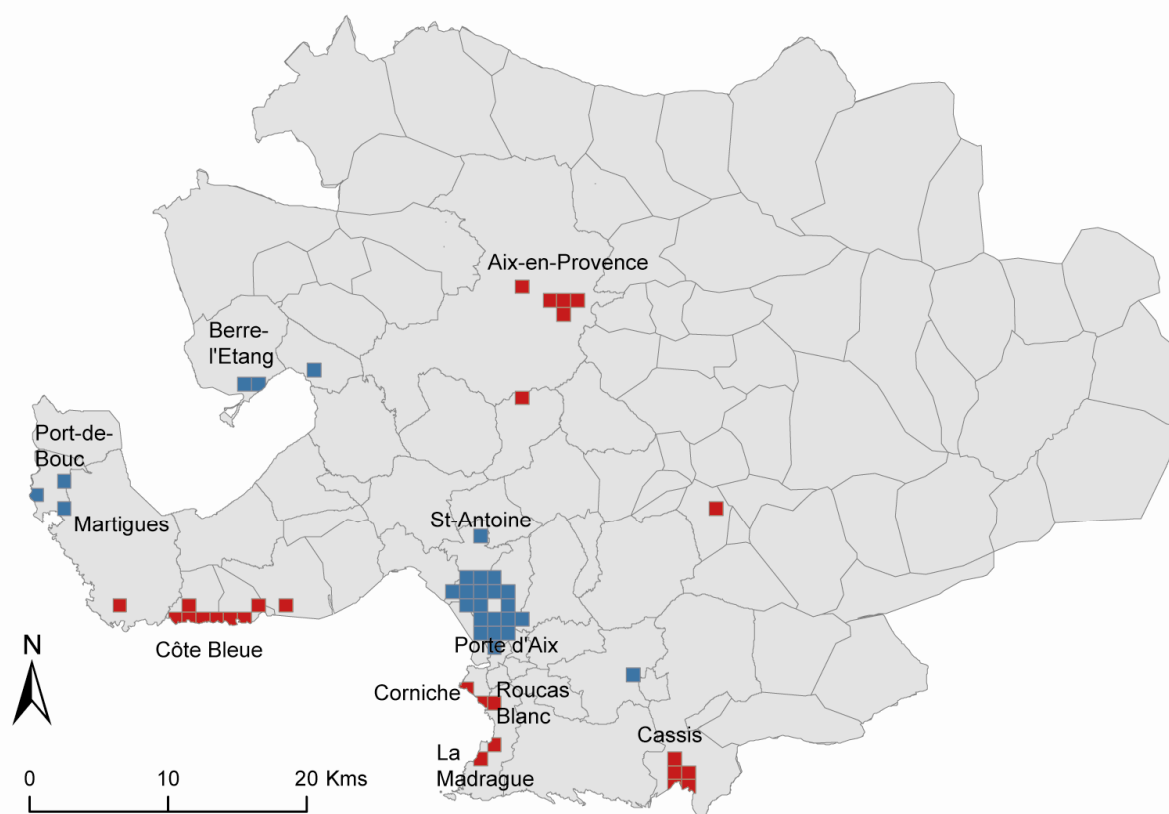 Aix-en-Provence
Berre-
l'Etang
Port-de-
Bouc
Martigues
St-Antoine
Côte Bleue
Porte d'Aix
N
Corniche
Roucas
Blanc
Cassis
La
Madrague
0 10 20 Kms